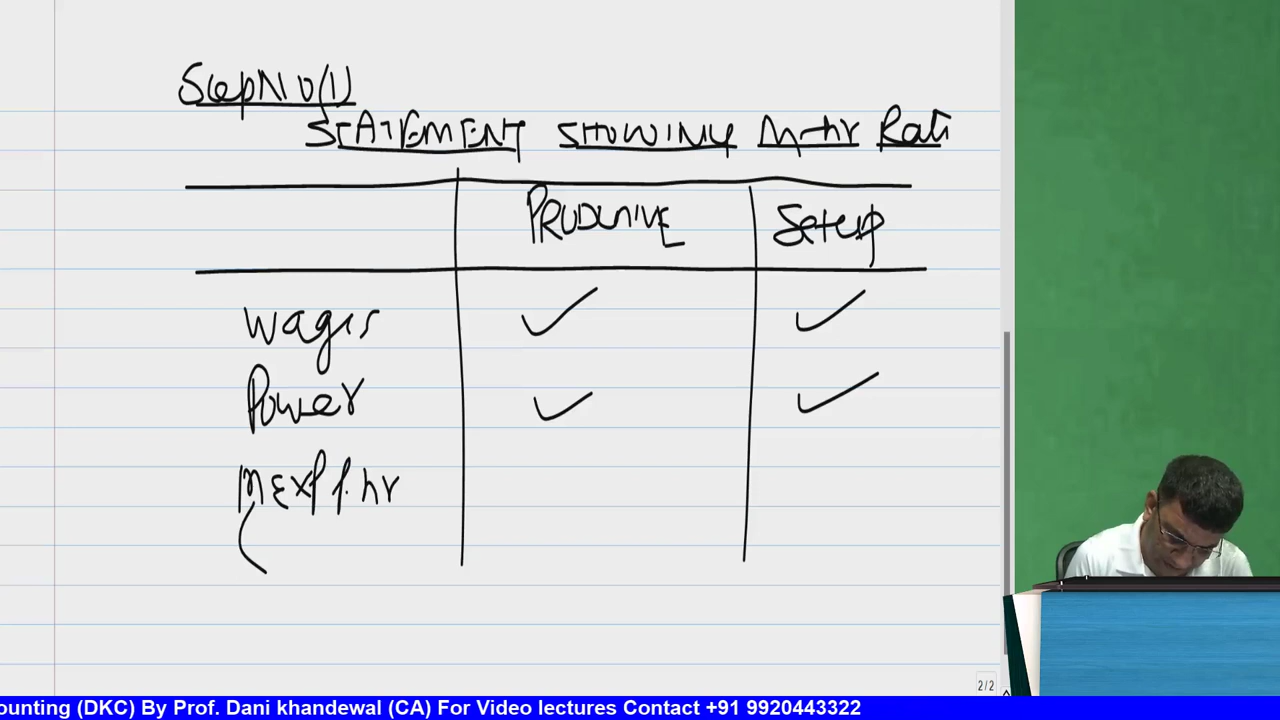 Step No (1)
STATEMENT SHOWING M-hr Rate
PRODUCTIVE Setup
Wages
Power
M Exp p.hr
2/2
ounting (DKC) By Prof. Dani khandewal (CA) For Video lectures Contact +91 9920443322